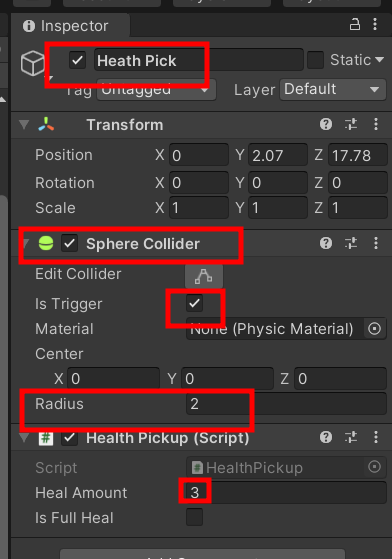 Inspector
Heath Pick
Static
Tag Untagged Layer Default
Transform
Position X 0 Y 2.07 Z 17.78
Rotation X 0 Y 0 Z 0
Scale X 1 Y 1 Z 1
Sphere Collider
Edit Collider
Is Trigger
Material None (Physic Material)
Center
X 0 Y 0 Z 0
Radius 2
# Health Pickup (Script)
Script # HealthPickup
Heal Amount 3
Is Full Heal